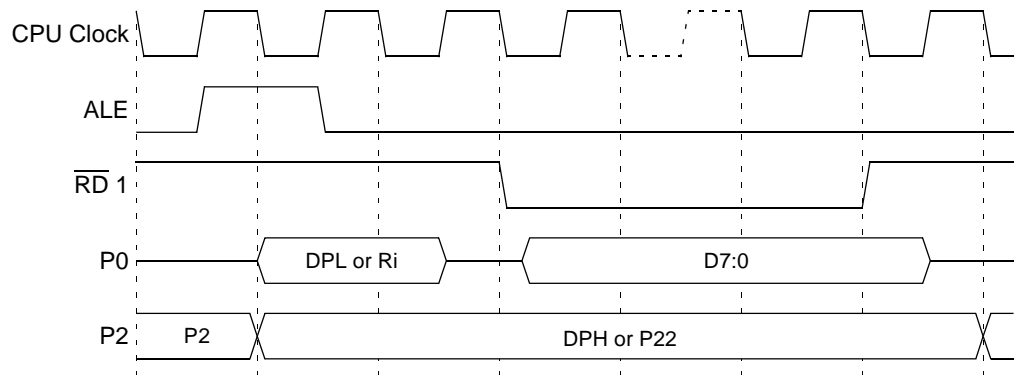 CPU Clock
ALE
RD 1
P0
DPL or Ri
D7:0
P2
P2
DPH or P22